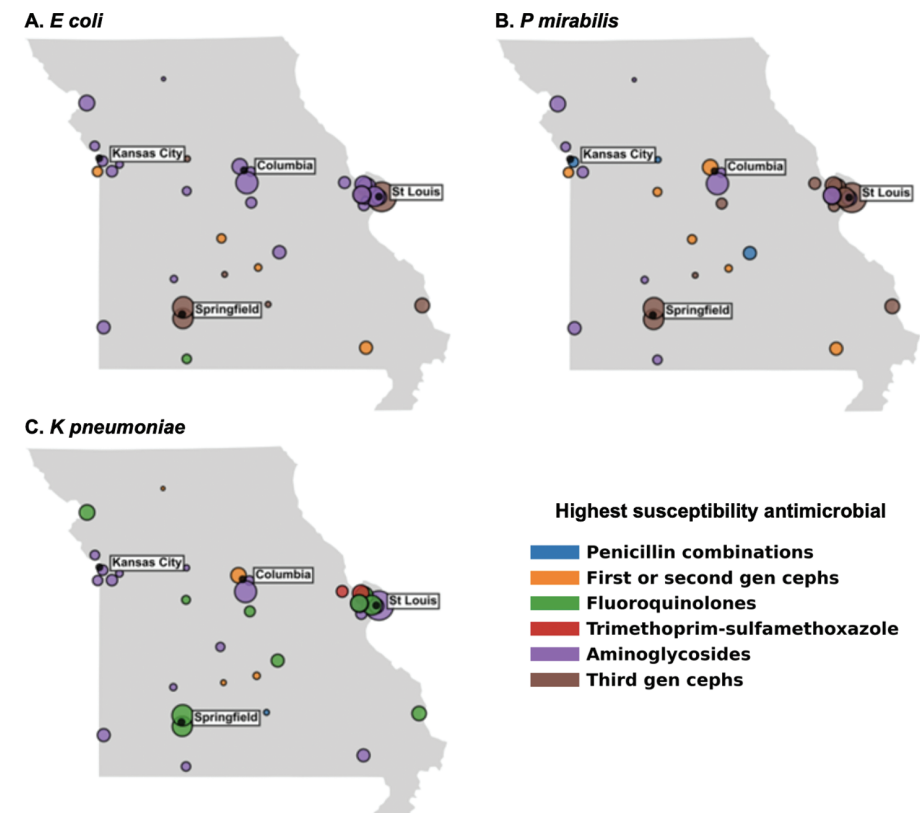 A. E coli
Kansas City
Columbia
St Louis
Springfield
B. P mirabilis
Kansas City
Columbia
St Louis
Springfield
C. K pneumoniae
Kansas City
Columbia
St Louis
Springfield
Highest susceptibility antimicrobial
Penicillin combinations
First or second gen cephs
Fluoroquinolones
Trimethoprim-sulfamethoxazole
Aminoglycosides
Third gen cephs